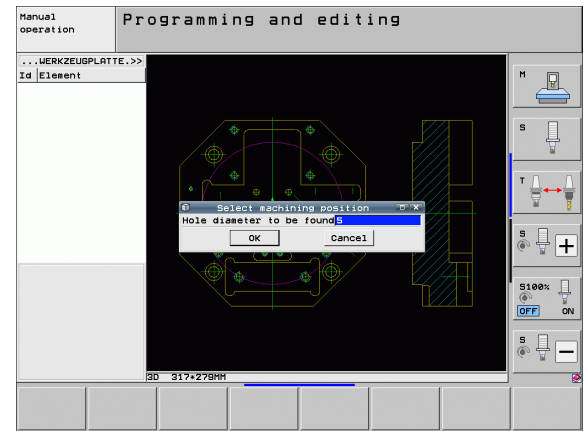 Manual
operation
Programming and editing
...WERKZEUGPLATTE.>>
Id Element
Select machining position
Hole diameter to be found 5
OK
Cancel
3D 317*279MM
M
S
T
S
S100%
OFF ON
S